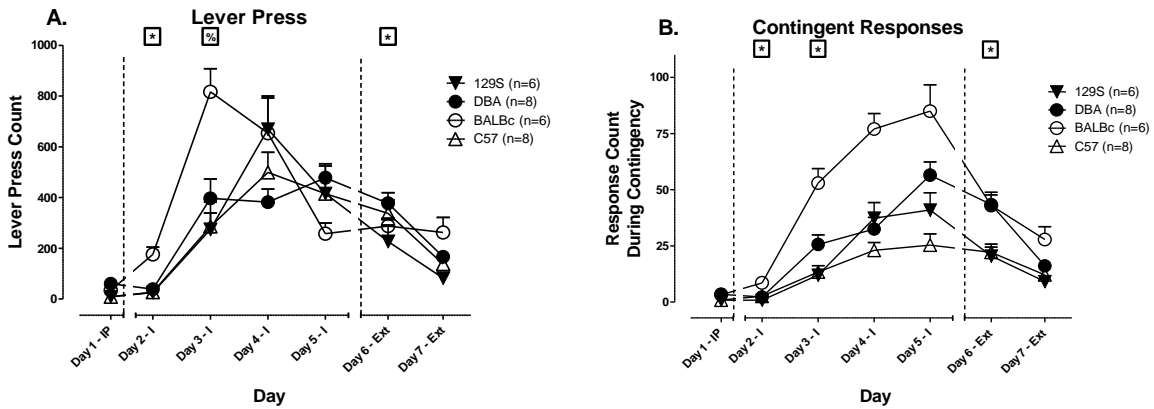 A.
Lever Press
*
%
*
1000
800
600
400
200
0
Lever Press Count
129S (n=6)
DBA (n=8)
BALBc (n=6)
C57 (n=8)
Day 1 - IP
Day 2 - I
Day 3 - I
Day 4 - I
Day 5 - I
Day 6 - Ext
Day 7 - Ext
Day
B.
Contingent Responses
*
*
*
100
75
50
25
0
Response Count
During Contingency
129S (n=6)
DBA (n=8)
BALBc (n=6)
C57 (n=8)
Day 1 - IP
Day 2 - I
Day 3 - I
Day 4 - I
Day 5 - I
Day 6 - Ext
Day 7 - Ext
Day